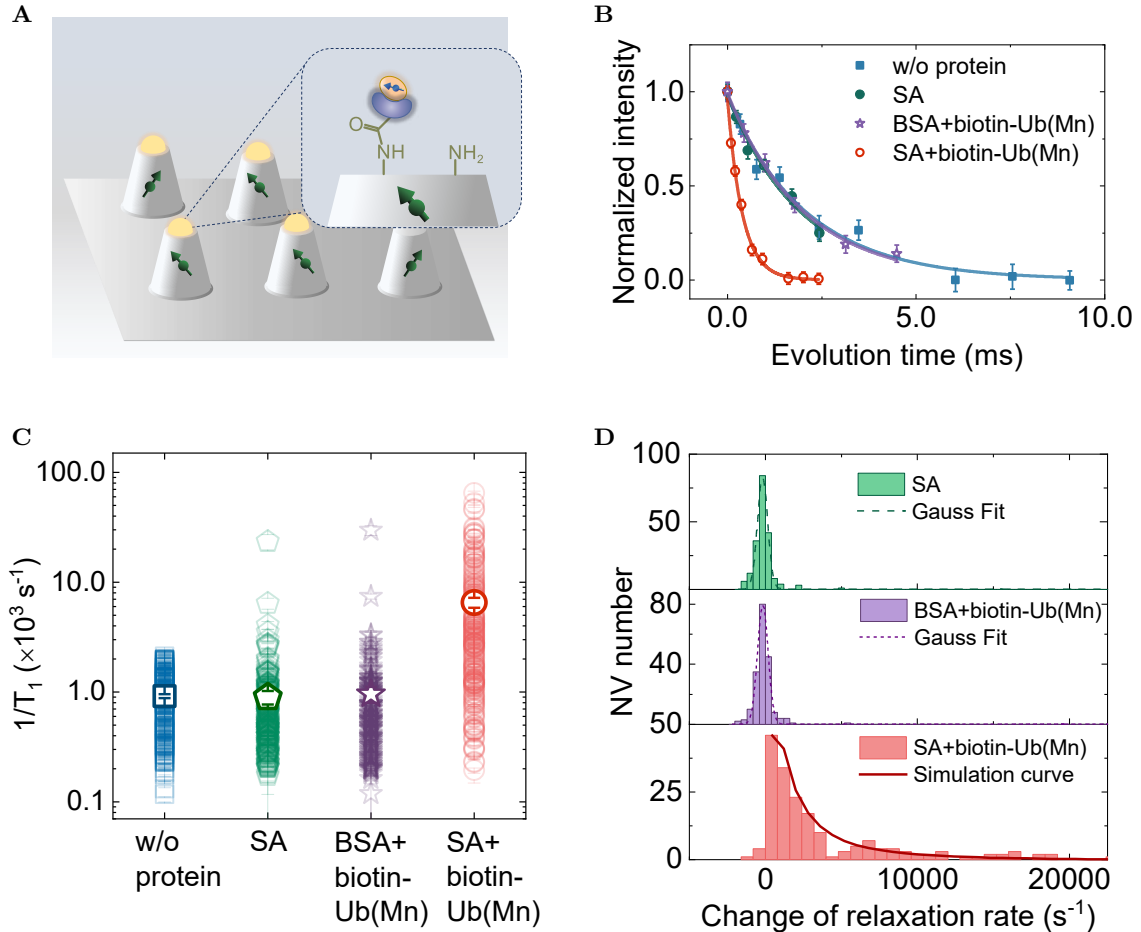 A
O
NH
NH₂
B
Normalized intensity
1.0
0.5
0.0
0.0
5.0
10.0
Evolution time (ms)
w/o protein
SA
BSA+biotin-Ub(Mn)
SA+biotin-Ub(Mn)
C
1/T₁ (×10³ s⁻¹)
100.0
10.0
1.0
0.1
w/o
protein
SA
BSA+
biotin-
Ub(Mn)
SA+
biotin-
Ub(Mn)
D
NV number
100
50
SA
Gauss Fit
80
40
BSA+biotin-Ub(Mn)
Gauss Fit
50
25
0
SA+biotin-Ub(Mn)
Simulation curve
0
10000
20000
Change of relaxation rate (s⁻¹)